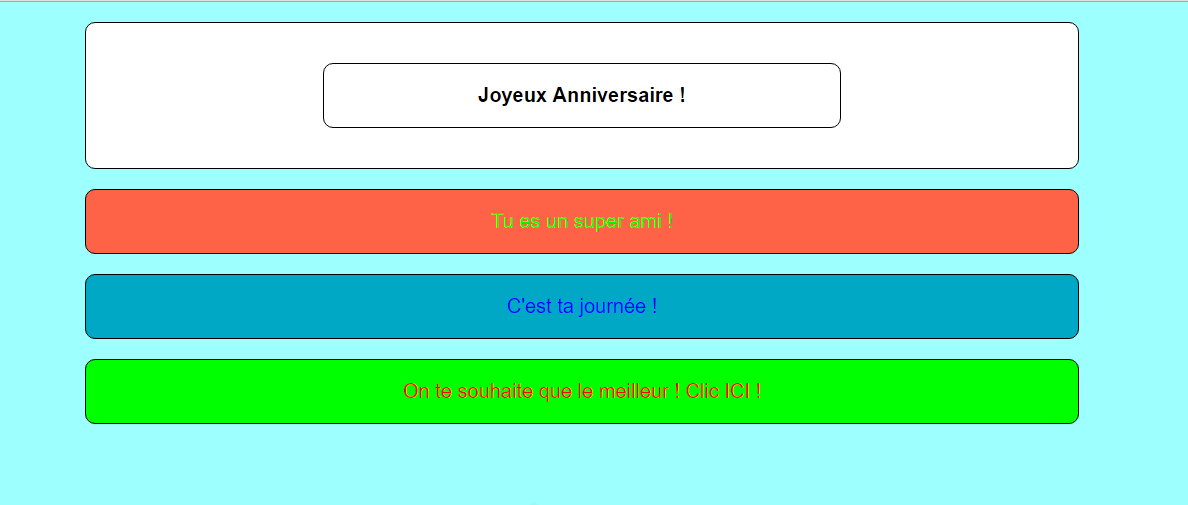 Joyeux Anniversaire !
Tu es un super ami !
C'est ta journée !
On te souhaite que le meilleur ! Clic ICI !